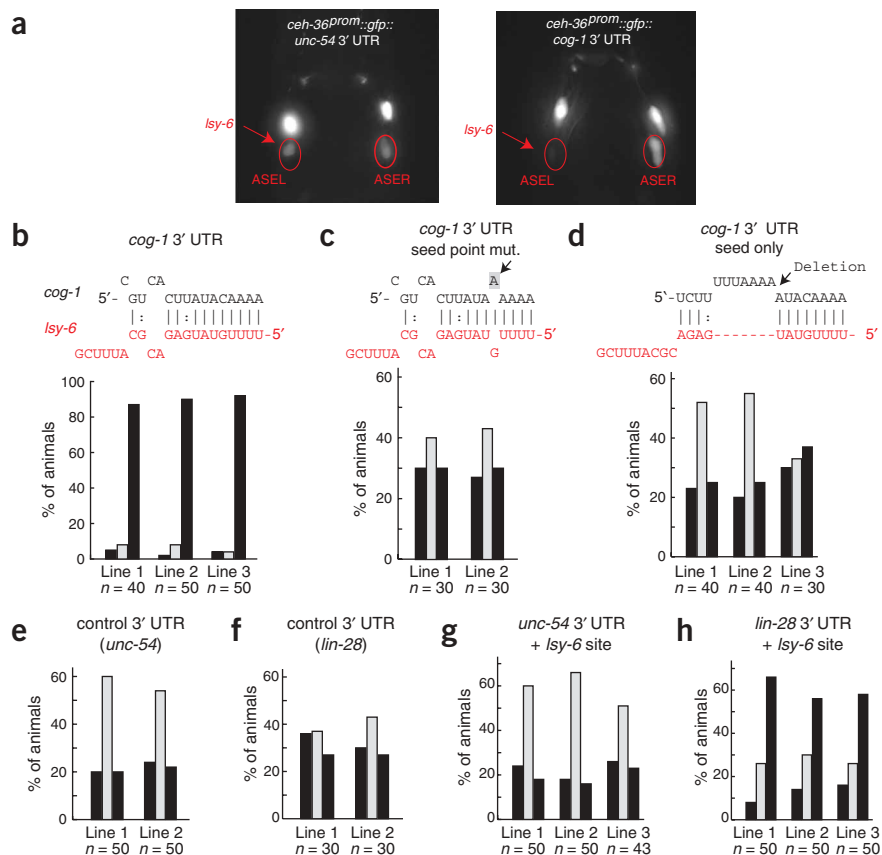 a
ceh-36prom::gfp::
unc-54 3′ UTR
lsy-6
ASEL
ASER
ceh-36prom::gfp::
cog-1 3′ UTR
lsy-6
ASEL
ASER
b
cog-1 3′ UTR
C CA
cog-1 5′- GU CUUAUACAAAA
|: ||:||||||||
lsy-6 CG GAGUAUGUUUU-5′
GCUUUA CA
100
80
60
40
20
0
% of animals
Line 1 Line 2 Line 3
n = 40 n = 50 n = 50
c
cog-1 3′ UTR
seed point mut.
C CA A
5′- GU CUUAUA AAAA
|: ||:||| ||||
CG GAGUAU UUUU-5′
GCUUUA CA G
60
40
20
0
% of animals
Line 1 Line 2
n = 30 n = 30
d
cog-1 3′ UTR
seed only
UUUAAAA Deletion
5‵-UCUU AUACAAAA
|||: ||||||||
AGAG-------UAUGUUUU- 5′
GCUUUACGC
60
40
20
0
% of animals
Line 1 Line 2 Line 3
n = 40 n = 40 n = 30
e
control 3′ UTR
(unc-54)
60
40
20
0
% of animals
Line 1 Line 2
n = 50 n = 50
f
control 3′ UTR
(lin-28)
60
40
20
0
% of animals
Line 1 Line 2
n = 30 n = 30
g
unc-54 3′ UTR
+ lsy-6 site
60
40
20
0
% of animals
Line 1 Line 2 Line 3
n = 50 n = 50 n = 43
h
lin-28 3′ UTR
+ lsy-6 site
60
40
20
0
% of animals
Line 1 Line 2 Line 3
n = 50 n = 50 n = 50